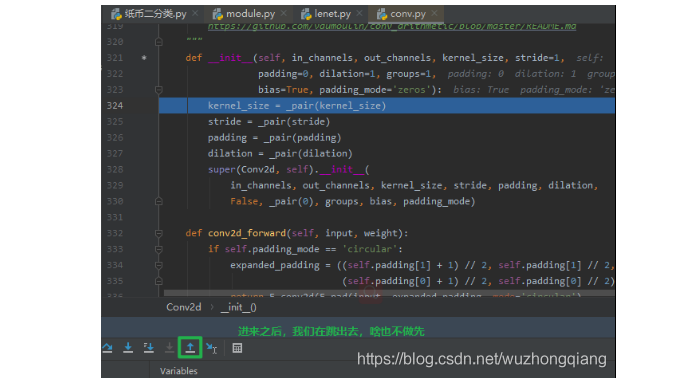 纸币二分类.py × module.py × lenet.py × conv.py ×
319 https://github.com/vdumoulin/conv_arithmetic/blob/master/README.md
320 """
321 def __init__(self, in_channels, out_channels, kernel_size, stride=1, self:
322 padding=0, dilation=1, groups=1, padding: 0 dilation: 1 group
323 bias=True, padding_mode='zeros'): bias: True padding_mode: 'ze
324 kernel_size = _pair(kernel_size)
325 stride = _pair(stride)
326 padding = _pair(padding)
327 dilation = _pair(dilation)
328 super(Conv2d, self).__init__(
329 in_channels, out_channels, kernel_size, stride, padding, dilation,
330 False, _pair(0), groups, bias, padding_mode)
331
332 def conv2d_forward(self, input, weight):
333 if self.padding_mode == 'circular':
334 expanded_padding = ((self.padding[1] + 1) // 2, self.padding[1] // 2,
335 (self.padding[0] + 1) // 2, self.padding[0] // 2)
336 return F.conv2d(F.pad(input, expanded_padding, mode='circular')
Conv2d › __init__()
进来之后，我们在跳出去，啥也不做先
https://blog.csdn.net/wuzhongqiang
Variables